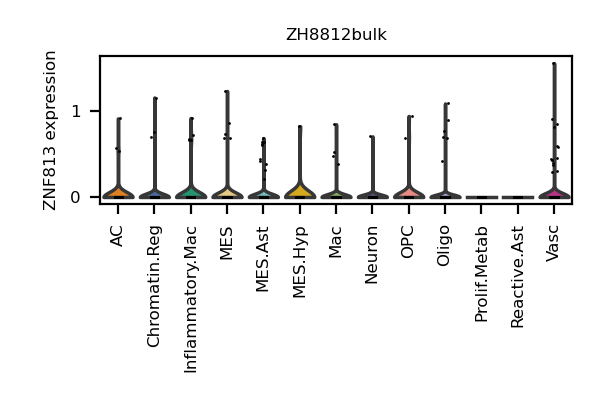 ZH8812bulk
ZNF813 expression
1
0
AC
Chromatin.Reg
Inflammatory.Mac
MES
MES.Ast
MES.Hyp
Mac
Neuron
OPC
Oligo
Prolif.Metab
Reactive.Ast
Vasc